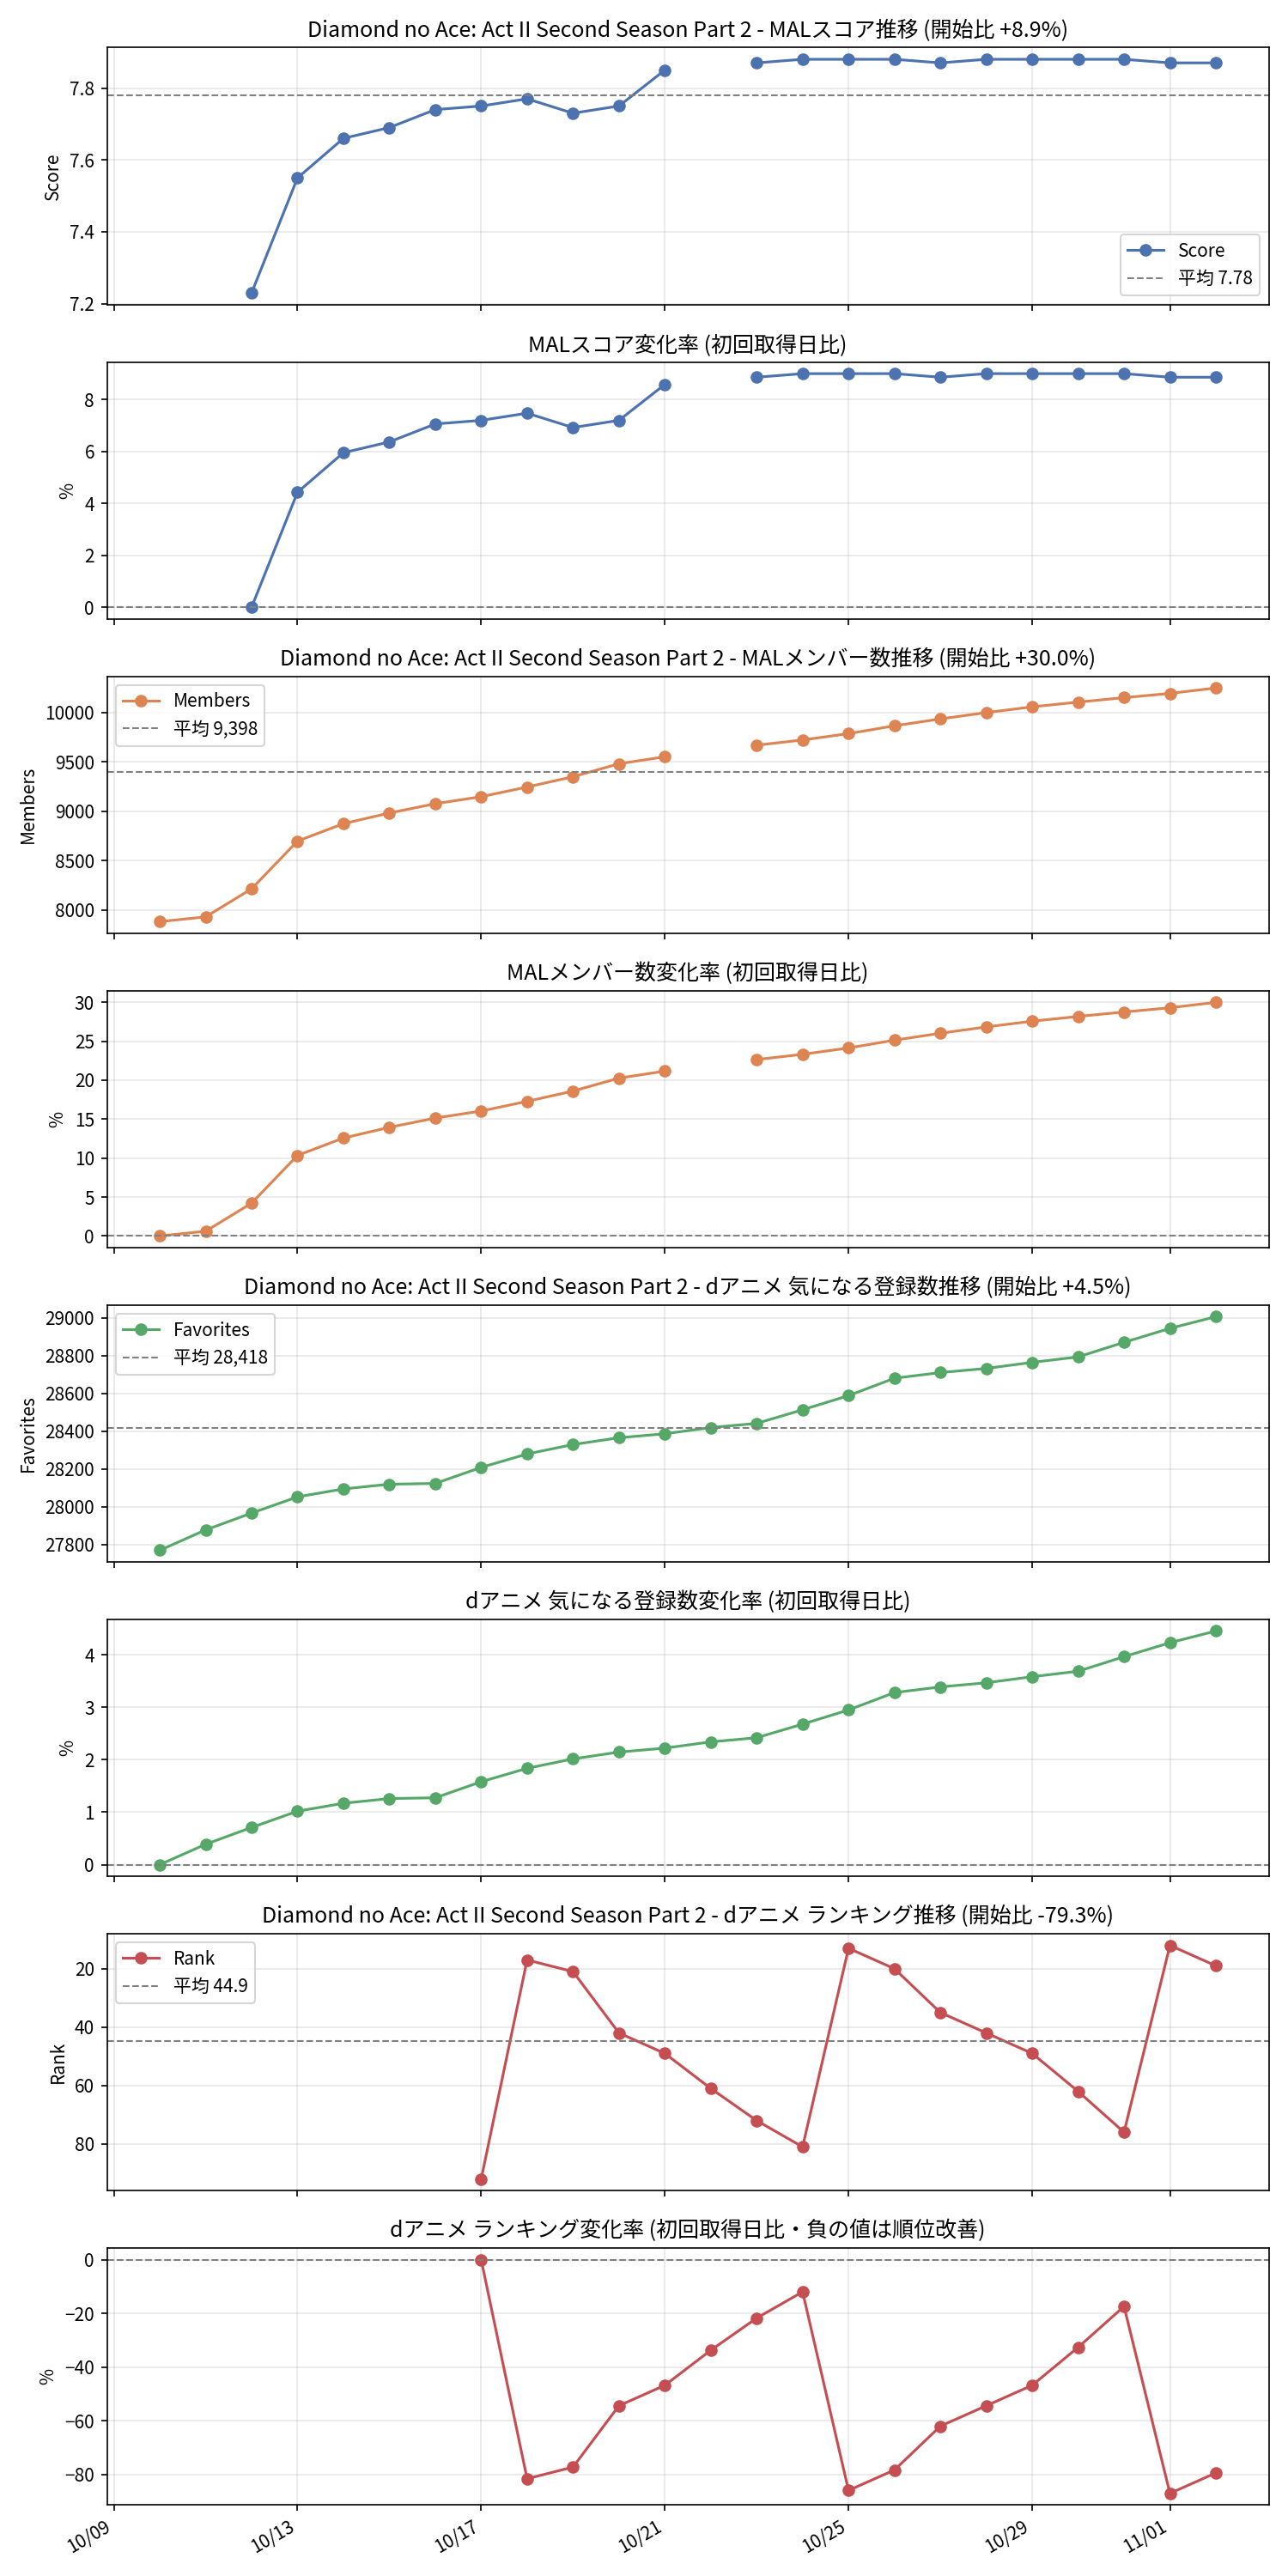 Diamond no Ace: Act II Second Season Part 2 - MALスコア推移 (開始比 +8.9%)
7.8
7.6
7.4
7.2
Score
Score
平均 7.78
MALスコア変化率 (初回取得日比)
8
6
4
2
0
%
Diamond no Ace: Act II Second Season Part 2 - MALメンバー数推移 (開始比 +30.0%)
Members
平均 9,398
10000
9500
9000
8500
8000
Members
MALメンバー数変化率 (初回取得日比)
30
25
20
15
10
5
0
%
Diamond no Ace: Act II Second Season Part 2 - dアニメ 気になる登録数推移 (開始比 +4.5%)
Favorites
平均 28,418
29000
28800
28600
28400
28200
28000
27800
Favorites
dアニメ 気になる登録数変化率 (初回取得日比)
4
3
2
1
0
%
Diamond no Ace: Act II Second Season Part 2 - dアニメ ランキング推移 (開始比 -79.3%)
Rank
平均 44.9
20
40
60
80
Rank
dアニメ ランキング変化率 (初回取得日比・負の値は順位改善)
0
−20
−40
−60
−80
%
10/09
10/13
10/17
10/21
10/25
10/29
11/01